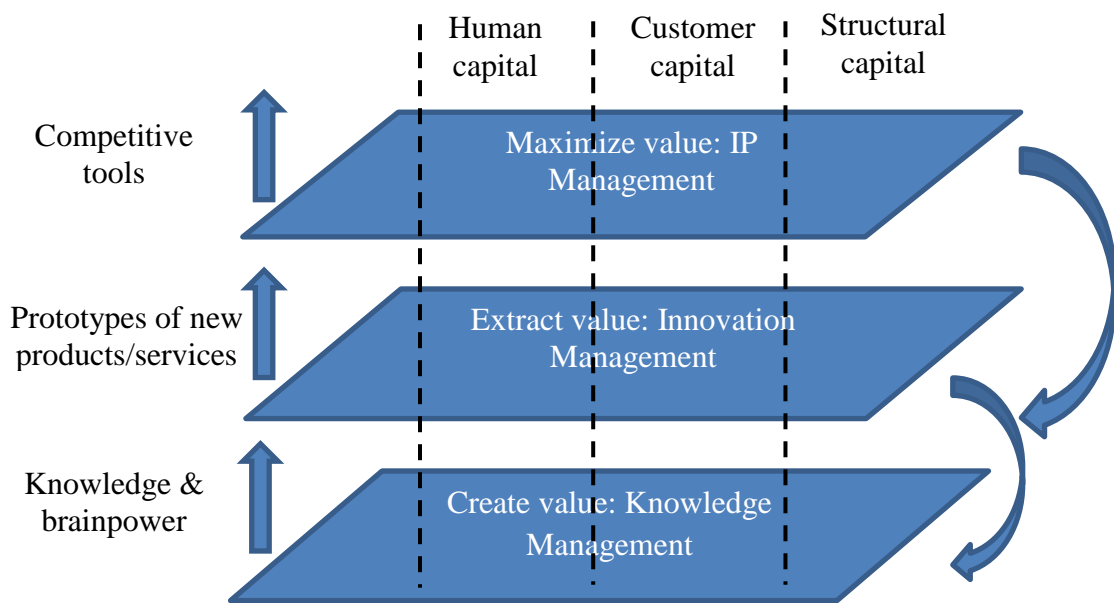 Human
capital
Customer
capital
Structural
capital
Competitive
tools
Maximize value: IP
Management
Prototypes of new
products/services
Extract value: Innovation
Management
Knowledge &
brainpower
Create value: Knowledge
Management